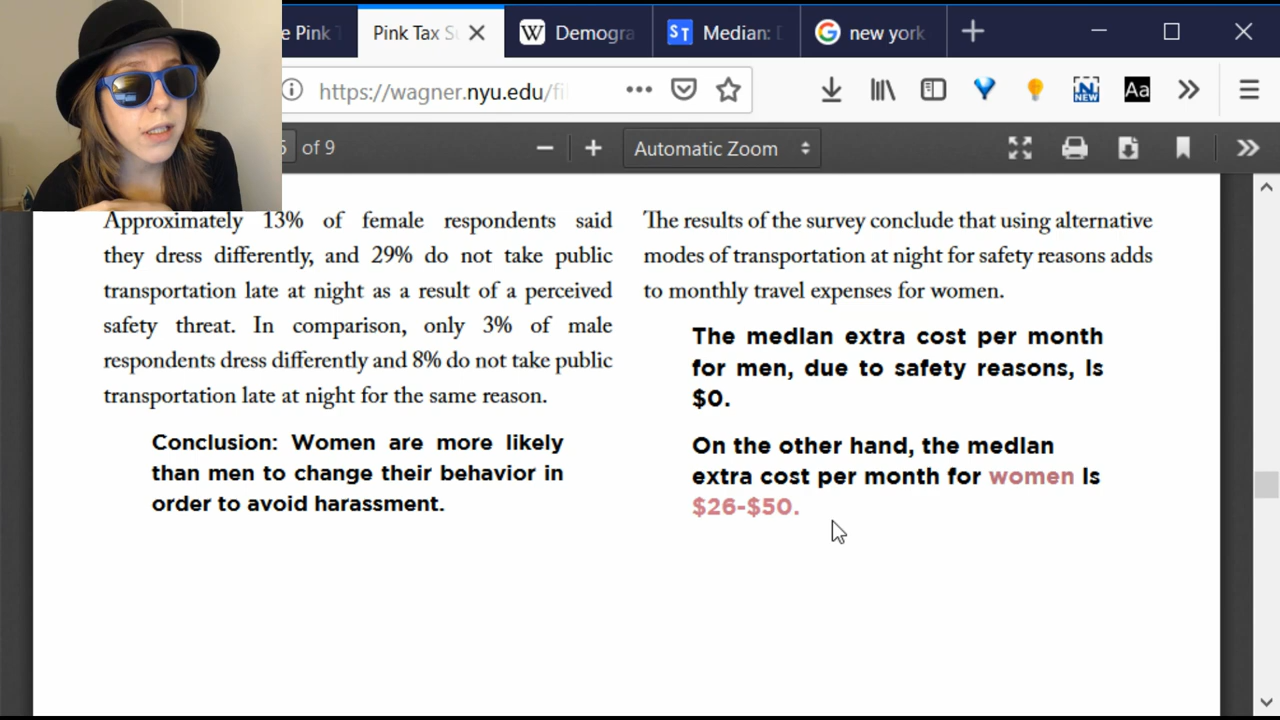 e Pink T
Pink Tax Su
W Demogra
ST Median: D
G new york
https://wagner.nyu.edu/fil
NEW
Aa
of 9
Automatic Zoom
Approximately 13% of female respondents said
they dress differently, and 29% do not take public
transportation late at night as a result of a perceived
safety threat. In comparison, only 3% of male
respondents dress differently and 8% do not take public
transportation late at night for the same reason.
Conclusion: Women are more likely
than men to change their behavior in
order to avoid harassment.
The results of the survey conclude that using alternative
modes of transportation at night for safety reasons adds
to monthly travel expenses for women.
The median extra cost per month
for men, due to safety reasons, is
$0.
On the other hand, the median
extra cost per month for women is
$26-$50.